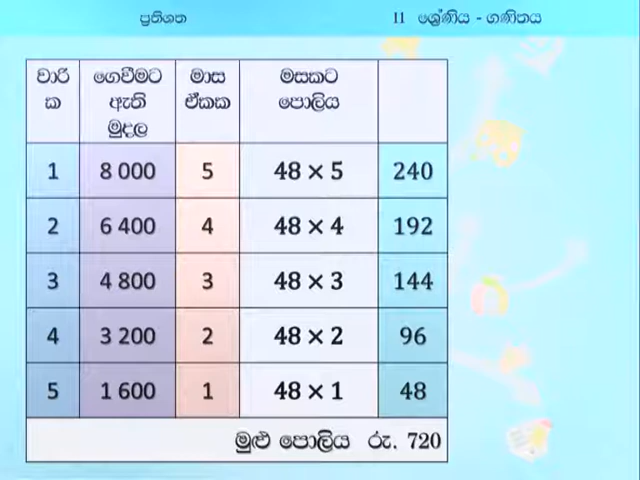 ප්‍රතිශත
11 ශ්‍රේණිය - ගණිතය
වාරික ගෙවීමට ඇති මුදල මාස ඒකක මසකට පොලිය
1 8 000 5 48 × 5 240
2 6 400 4 48 × 4 192
3 4 800 3 48 × 3 144
4 3 200 2 48 × 2 96
5 1 600 1 48 × 1 48
මුළු පොලිය රු. 720